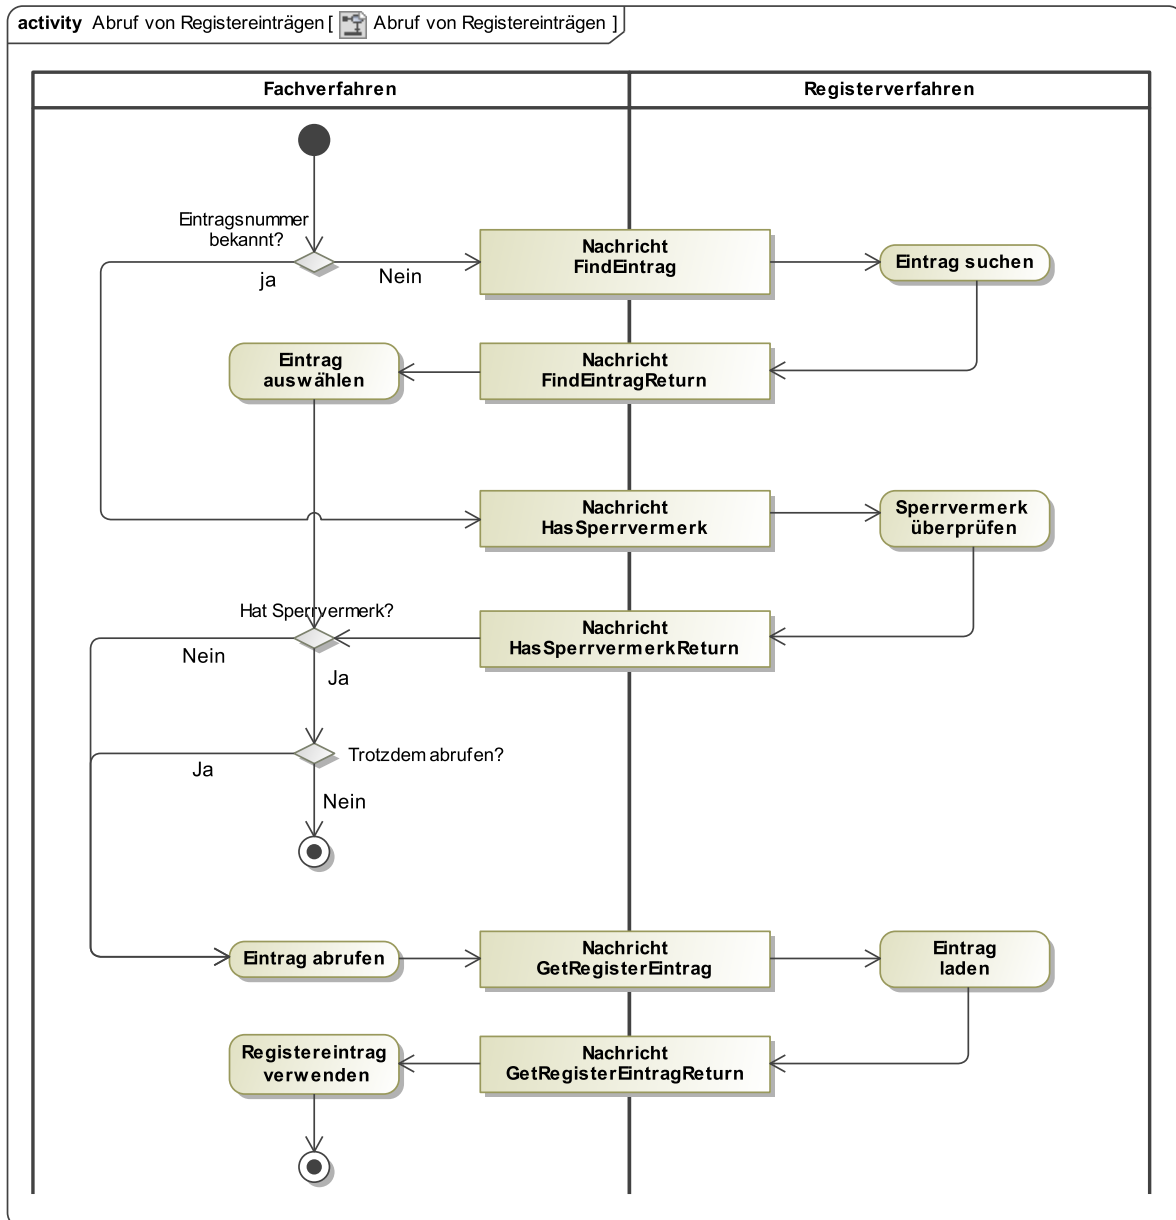 activity Abruf von Registereinträgen [ Abruf von Registereinträgen ]
Fachverfahren
Registerverfahren
Eintragsnummer
bekannt?
ja
Nein
Nachricht
FindEintrag
Eintrag suchen
Eintrag
auswählen
Nachricht
FindEintragReturn
Nachricht
HasSperrvermerk
Sperrvermerk
überprüfen
Hat Sperrvermerk?
Nein
Ja
Nachricht
HasSperrvermerkReturn
Trotzdem abrufen?
Ja
Nein
Eintrag abrufen
Nachricht
GetRegisterEintrag
Eintrag
laden
Registereintrag
verwenden
Nachricht
GetRegisterEintragReturn